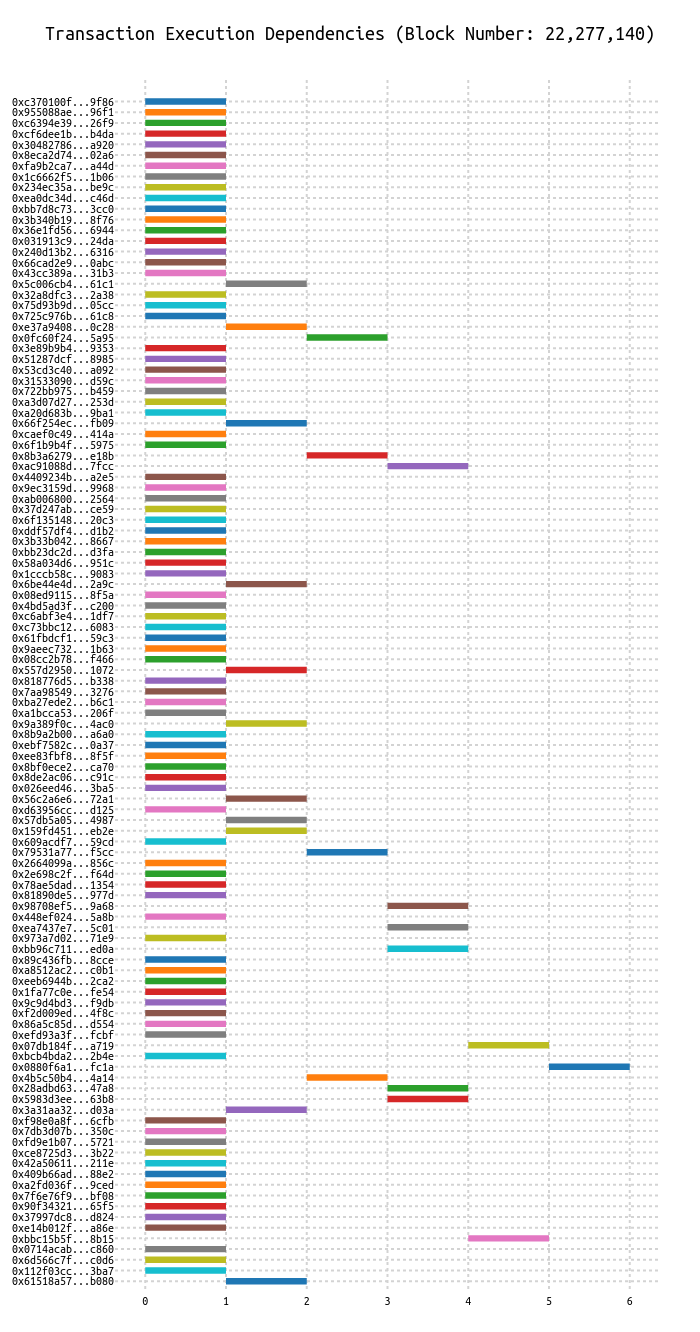 Transaction Execution Dependencies (Block Number: 22,277,140)
0xc370100f...9f86
0x955088ae...96f1
0xc6394e39...26f9
0xcf6dee1b...b4da
0x30482786...a920
0x8eca2d74...02a6
0xfa9b2ca7...a44d
0x1c6662f5...1b06
0x234ec35a...be9c
0xea0dc34d...c46d
0xbb7d8c73...3cc0
0x3b340b19...8f76
0x36e1fd56...6944
0x031913c9...24da
0x240d13b2...6316
0x66cad2e9...0abc
0x43cc389a...31b3
0x5c006cb4...61c1
0x32a8dfc3...2a38
0x75d93b9d...05cc
0x725c976b...61c8
0xe37a9408...0c28
0x0fc60f24...5a95
0x3e89b9b4...9353
0x51287dcf...8985
0x53cd3c40...a092
0x31533090...d59c
0x722bb975...b459
0xa3d07d27...253d
0xa20d683b...9ba1
0x66f254ec...fb09
0xcaef0c49...414a
0x6f1b9b4f...5975
0x8b3a6279...e18b
0xac91088d...7fcc
0x4409234b...a2e5
0x9ec3159d...9968
0xab006800...2564
0x37d247ab...ce59
0x6f135148...20c3
0xddf57df4...d1b2
0x3b33b042...8667
0xbb23dc2d...d3fa
0x58a034d6...951c
0x1cccb58c...9083
0x6be44e4d...2a9c
0x08ed9115...8f5a
0x4bd5ad3f...c200
0xc6abf3e4...1df7
0xc73bbc12...6083
0x61fbdcf1...59c3
0x9aeec732...1b63
0x08cc2b78...f466
0x557d2950...1072
0x818776d5...b338
0x7aa98549...3276
0xba27ede2...b6c1
0xa1bcca53...206f
0x9a389f0c...4ac0
0x8b9a2b00...a6a0
0xebf7582c...0a37
0xee83fbf8...8f5f
0x8bf0ece2...ca70
0x8de2ac06...c91c
0x026eed46...3ba5
0x56c2a6e6...72a1
0xd63956cc...d125
0x57db5a05...4987
0x159fd451...eb2e
0x609acdf7...59cd
0x79531a77...f5cc
0x2664099a...856c
0x2e698c2f...f64d
0x78ae5dad...1354
0x81890de5...977d
0x98708ef5...9a68
0x448ef024...5a8b
0xea7437e7...5c01
0x973a7d02...71e9
0xbb96c711...ed0a
0x89c436fb...8cce
0xa8512ac2...c0b1
0xeeb6944b...2ca2
0x1fa77c0e...fe54
0x9c9d4bd3...f9db
0xf2d009ed...4f8c
0x86a5c85d...d554
0xefd93a3f...fcbf
0x07db184f...a719
0xbcb4bda2...2b4e
0x0880f6a1...fc1a
0x4b5c50b4...4a14
0x28adbd63...47a8
0x5983d3ee...63b8
0x3a31aa32...d03a
0xf98e0a8f...6cfb
0x7db3d07b...350c
0xfd9e1b07...5721
0xce8725d3...3b22
0x42a50611...211e
0x409b66ad...88e2
0xa2fd036f...9ced
0x7f6e76f9...bf08
0x90f34321...65f5
0x37997dc8...d824
0xe14b012f...a86e
0xbbc15b5f...8b15
0x0714acab...c860
0x6d566c7f...c0d6
0x112f03cc...3ba7
0x61518a57...b080
0 1 2 3 4 5 6